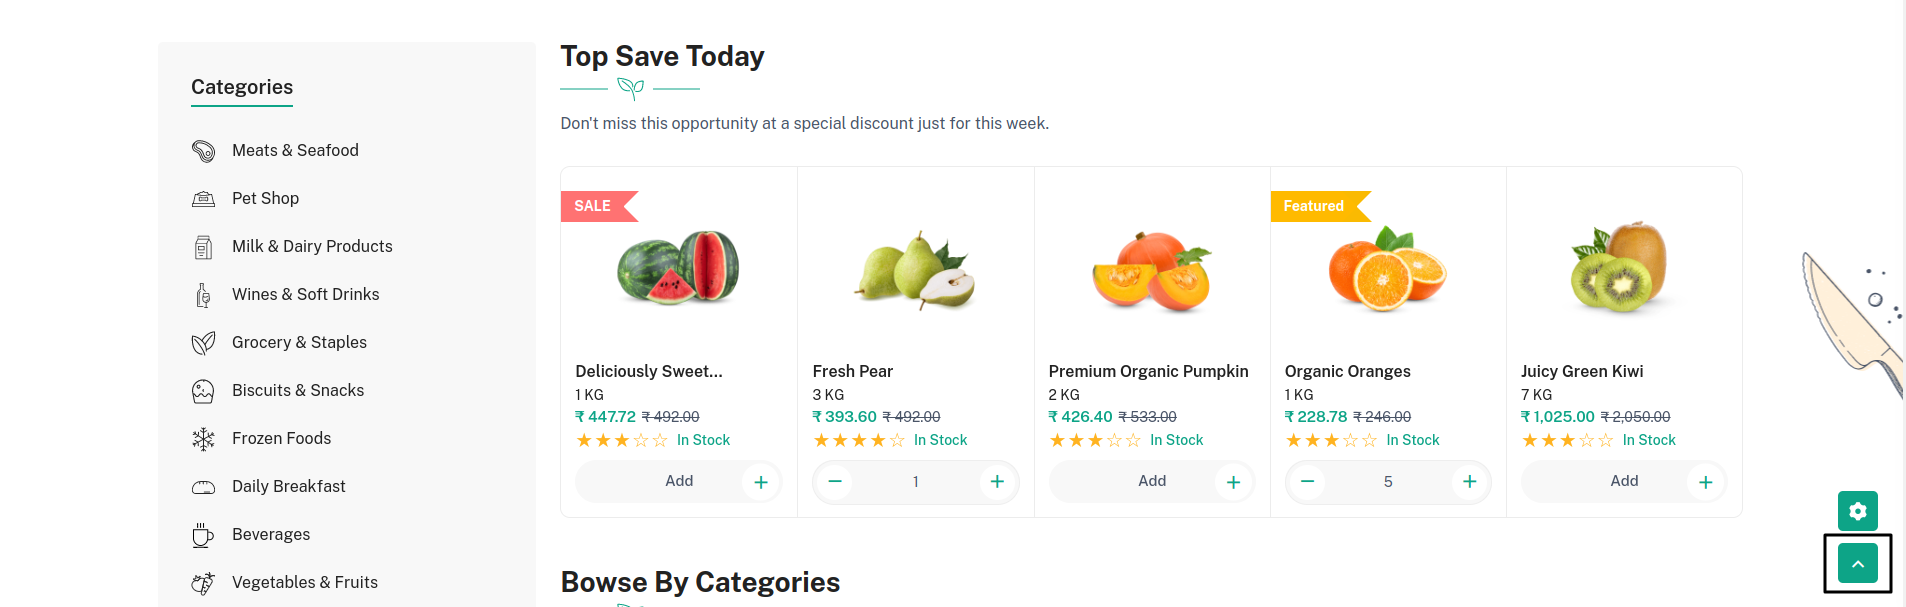 Categories
Meats & Seafood
Pet Shop
Milk & Dairy Products
Wines & Soft Drinks
Grocery & Staples
Biscuits & Snacks
Frozen Foods
Daily Breakfast
Beverages
Vegetables & Fruits
Top Save Today
Don't miss this opportunity at a special discount just for this week.
SALE
Deliciously Sweet...
1 KG
₹ 447.72 ₹ 492.00
In Stock
Add
Fresh Pear
3 KG
₹ 393.60 ₹ 492.00
In Stock
1
Premium Organic Pumpkin
2 KG
₹ 426.40 ₹ 533.00
In Stock
Add
Featured
Organic Oranges
1 KG
₹ 228.78 ₹ 246.00
In Stock
5
Juicy Green Kiwi
7 KG
₹ 1,025.00 ₹ 2,050.00
In Stock
Add
Bowse By Categories